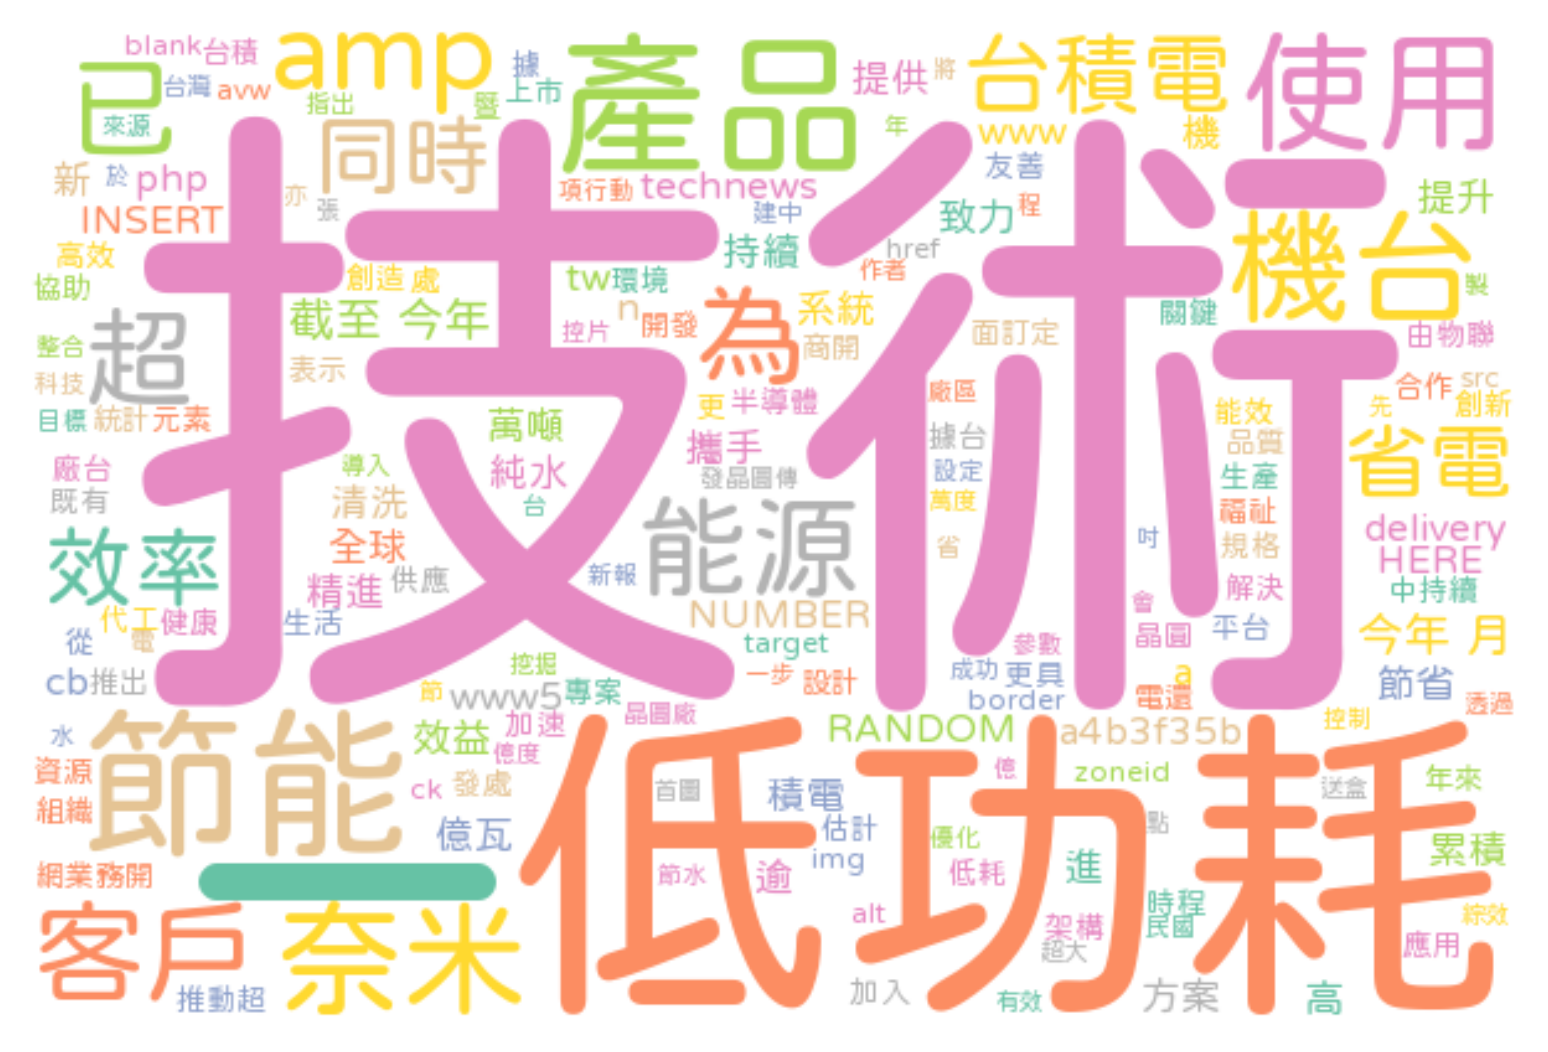 blank
台積
amp
據
產品
提供
將
台積電
使用
已
台灣
avw
指出
暨
上市
來源
同時
年
www
機
新
於
php
亦
張
項行動
technews
建中
友善
致力
程
提升
INSERT
技術
高效
創造
處
tw
環境
持續
href
作者
機台
製
協助
截至 今年
n
開發
為
系統
關鍵
超
控片
商開
面訂定
由物聯
整合
表示
科技
更
半導體
廠區
合作
src
目標
統計
元素
萬噸
攜手
據台
能效
先
創新
品質
省電
廠台
導入
純水
發晶圓傳
設定
生產
既有
清洗
台
能源
萬度
福祉
效率
全球
省
吋
規格
delivery
HERE
精進
供應
新報
解決
中持續
代工
健康
NUMBER
會
從
電
生活
target
參數
晶圓
平台
今年 月
cb
推出
挖掘
一步
設計
成功
更具
a
節省
節
www5
專案
border
電還
透過
節能
效益
加速
晶圓廠
RANDOM
a4b3f35b
控制
水
億度
資源
ck
發處
首圖
積電
億
zoneid
送盒
年來
組織
億瓦
低功耗
估計
優化
點
累積
網業務開
一
節水
逾
img
低耗
進
客戶
奈米
alt
架構
時程
民國
綜效
超大
應用
推動超
加入
有效
方案
高